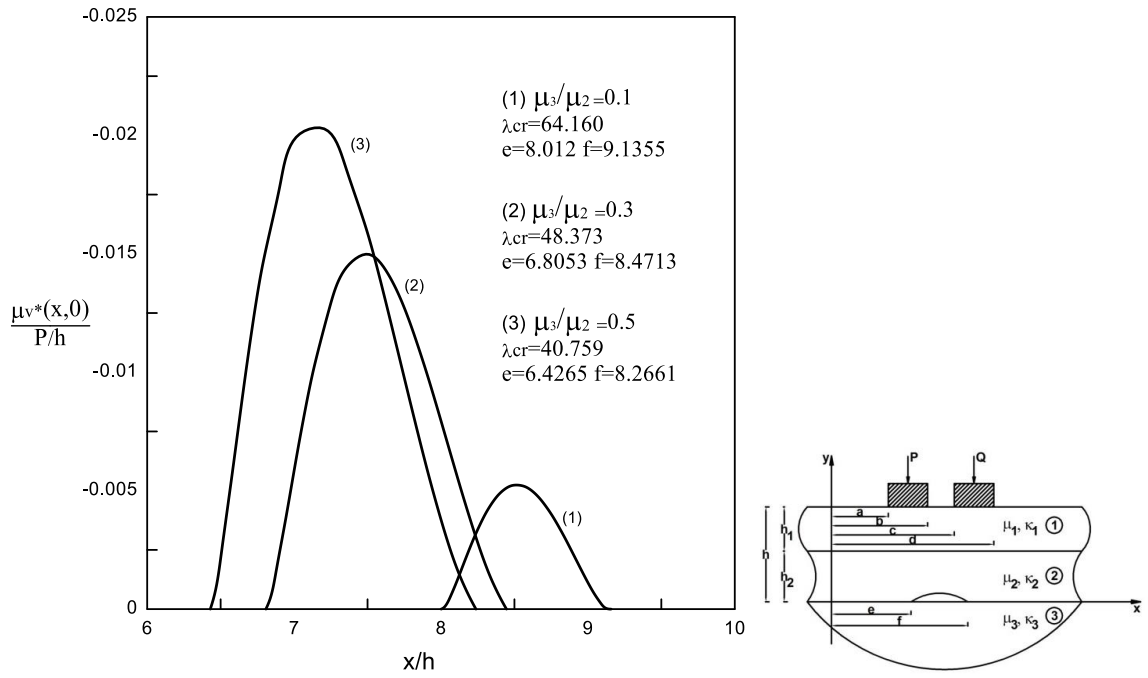 -0.025
-0.02
-0.015
-0.01
-0.005
0
μv*(x,0)
P/h
6 7 8 9 10
x/h
(3)
(2)
(1)
(1) μ₃/μ₂ =0.1
λcr=64.160
e=8.012 f=9.1355
(2) μ₃/μ₂ =0.3
λcr=48.373
e=6.8053 f=8.4713
(3) μ₃/μ₂ =0.5
λcr=40.759
e=6.4265 f=8.2661
y P Q
a
b
c
d
h h₁ h₂
μ₁, κ₁ ①
μ₂, κ₂ ②
x
e
f
μ₃, κ₃ ③